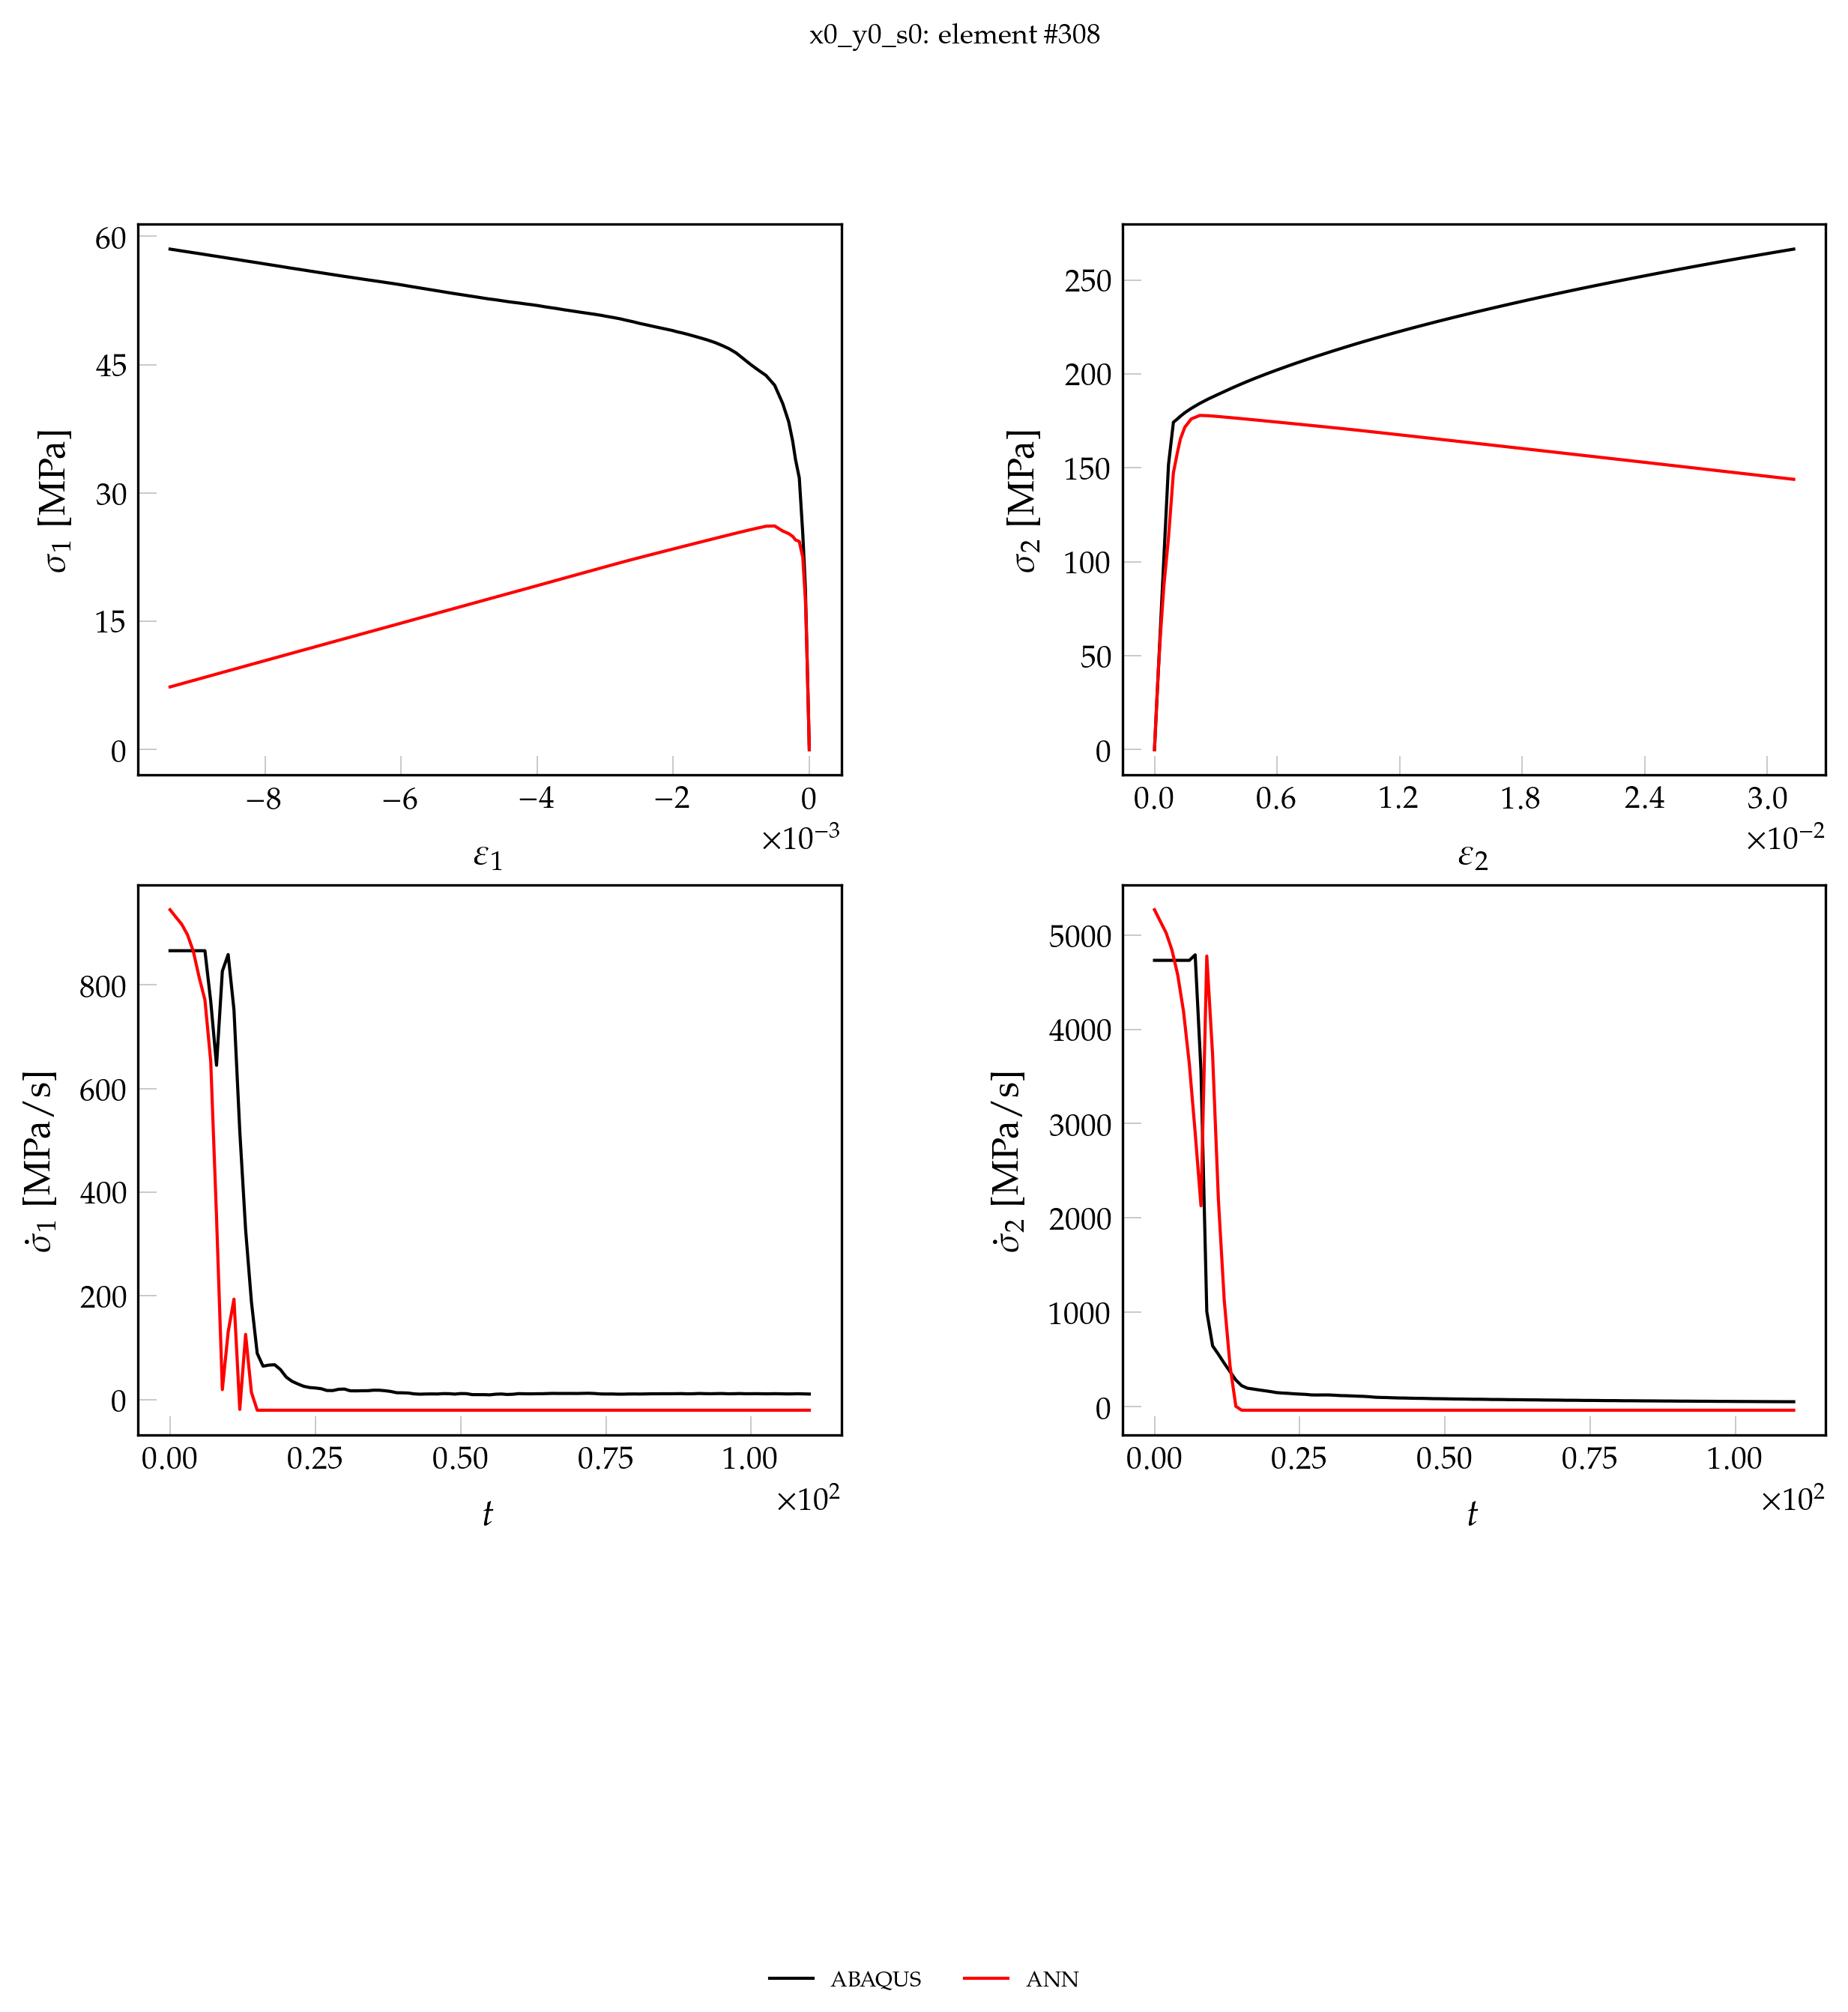 x0_y0_s0: element #308
60
45
30
15
0
σ1 [MPa]
−8 −6 −4 −2 0
×10−3
ε1
250
200
150
100
50
0
σ2 [MPa]
0.0 0.6 1.2 1.8 2.4 3.0
×10−2
ε2
800
600
400
200
0
σ̇1 [MPa/s]
0.00 0.25 0.50 0.75 1.00
×102
t
5000
4000
3000
2000
1000
0
σ̇2 [MPa/s]
0.00 0.25 0.50 0.75 1.00
×102
t
ABAQUS ANN